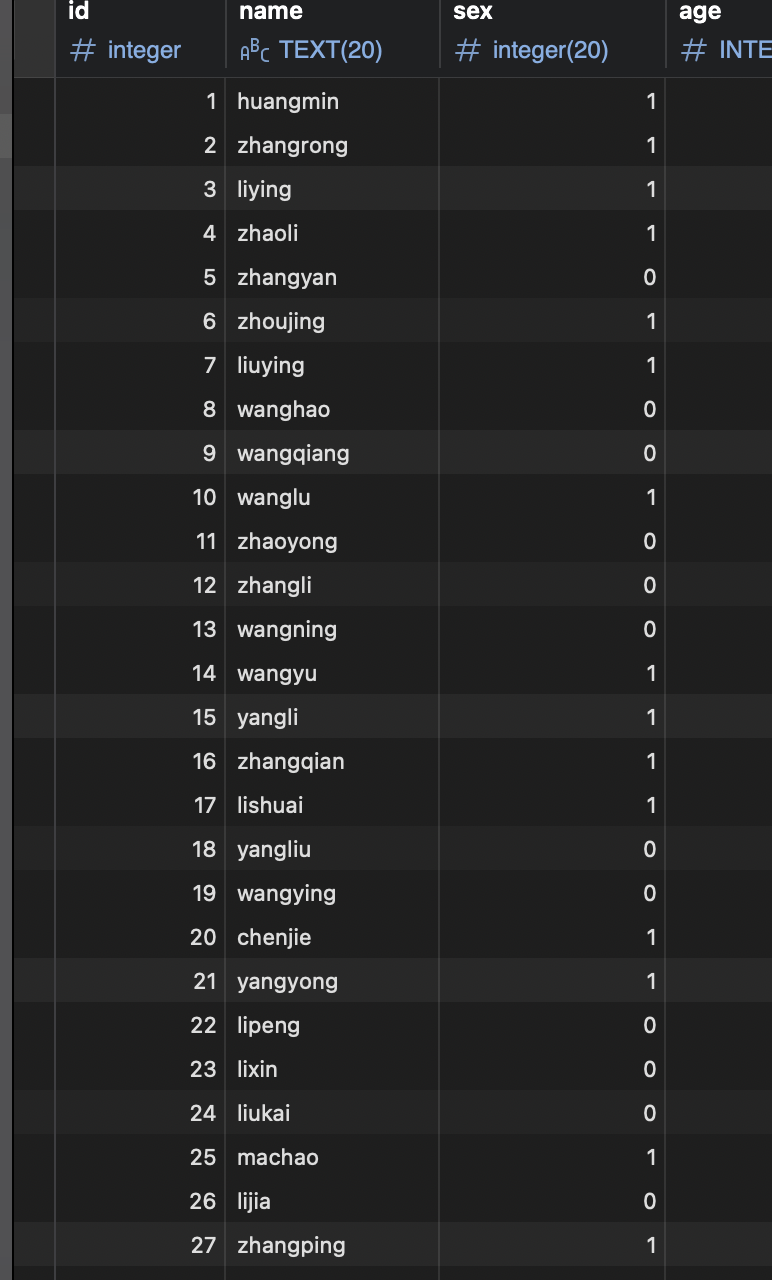 id name sex age
# integer ABC TEXT(20) # integer(20) # INTE
1 huangmin 1
2 zhangrong 1
3 liying 1
4 zhaoli 1
5 zhangyan 0
6 zhoujing 1
7 liuying 1
8 wanghao 0
9 wangqiang 0
10 wanglu 1
11 zhaoyong 0
12 zhangli 0
13 wangning 0
14 wangyu 1
15 yangli 1
16 zhangqian 1
17 lishuai 1
18 yangliu 0
19 wangying 0
20 chenjie 1
21 yangyong 1
22 lipeng 0
23 lixin 0
24 liukai 0
25 machao 1
26 lijia 0
27 zhangping 1